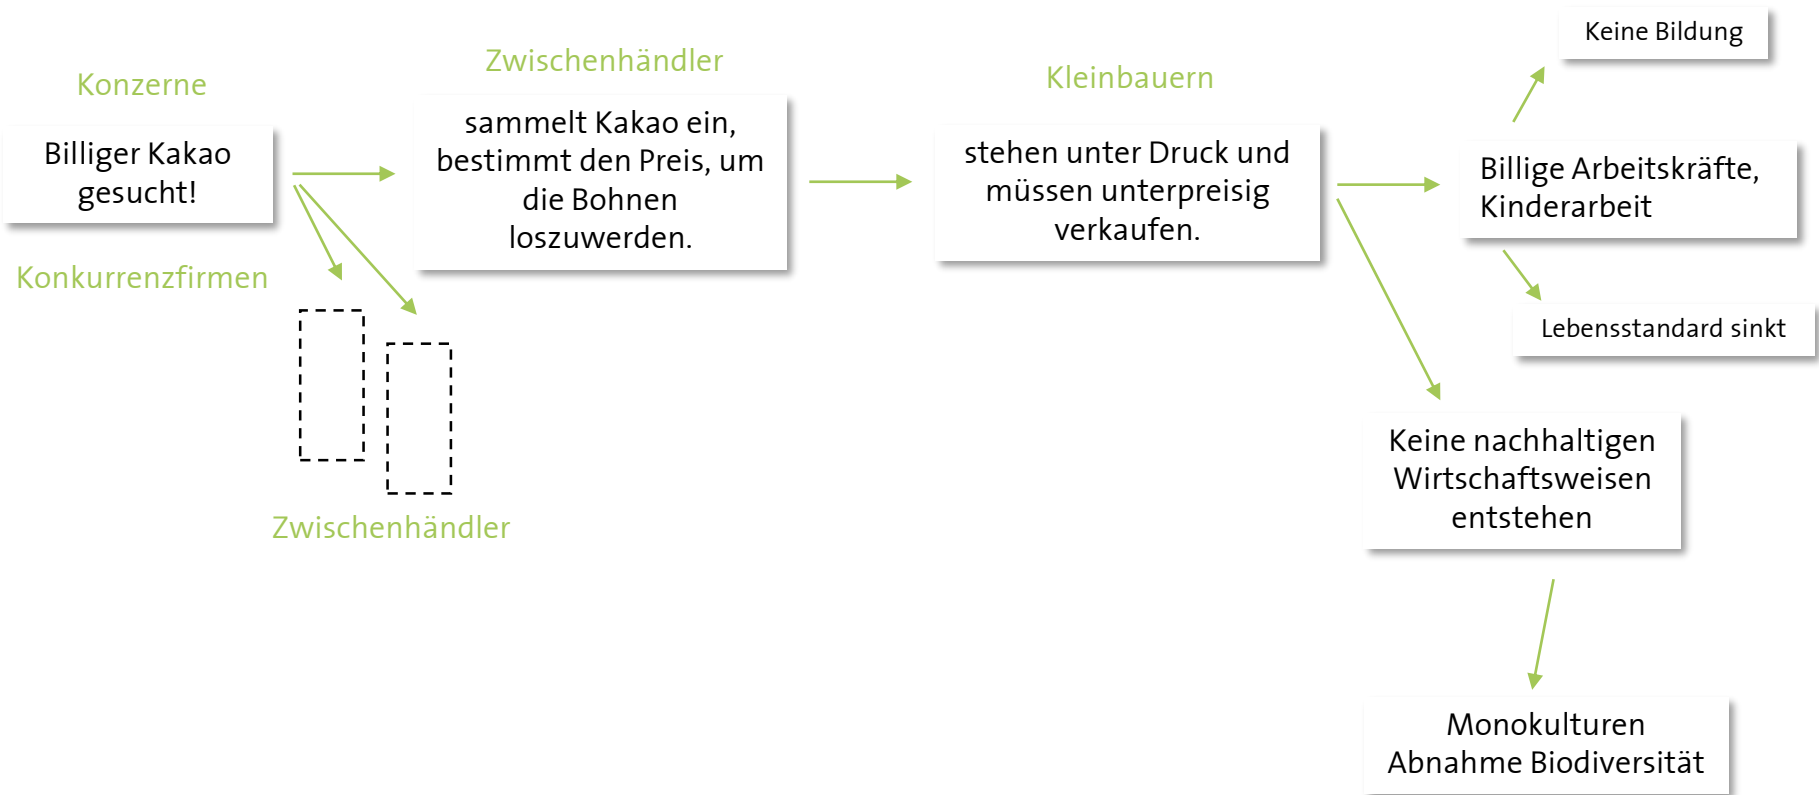 Konzerne
Billiger Kakao
gesucht!
Konkurrenzfirmen
Zwischenhändler
sammelt Kakao ein,
bestimmt den Preis, um
die Bohnen
loszuwerden.
Zwischenhändler
Kleinbauern
stehen unter Druck und
müssen unterpreisig
verkaufen.
Keine Bildung
Billige Arbeitskräfte,
Kinderarbeit
Lebensstandard sinkt
Keine nachhaltigen
Wirtschaftsweisen
entstehen
Monokulturen
Abnahme Biodiversität